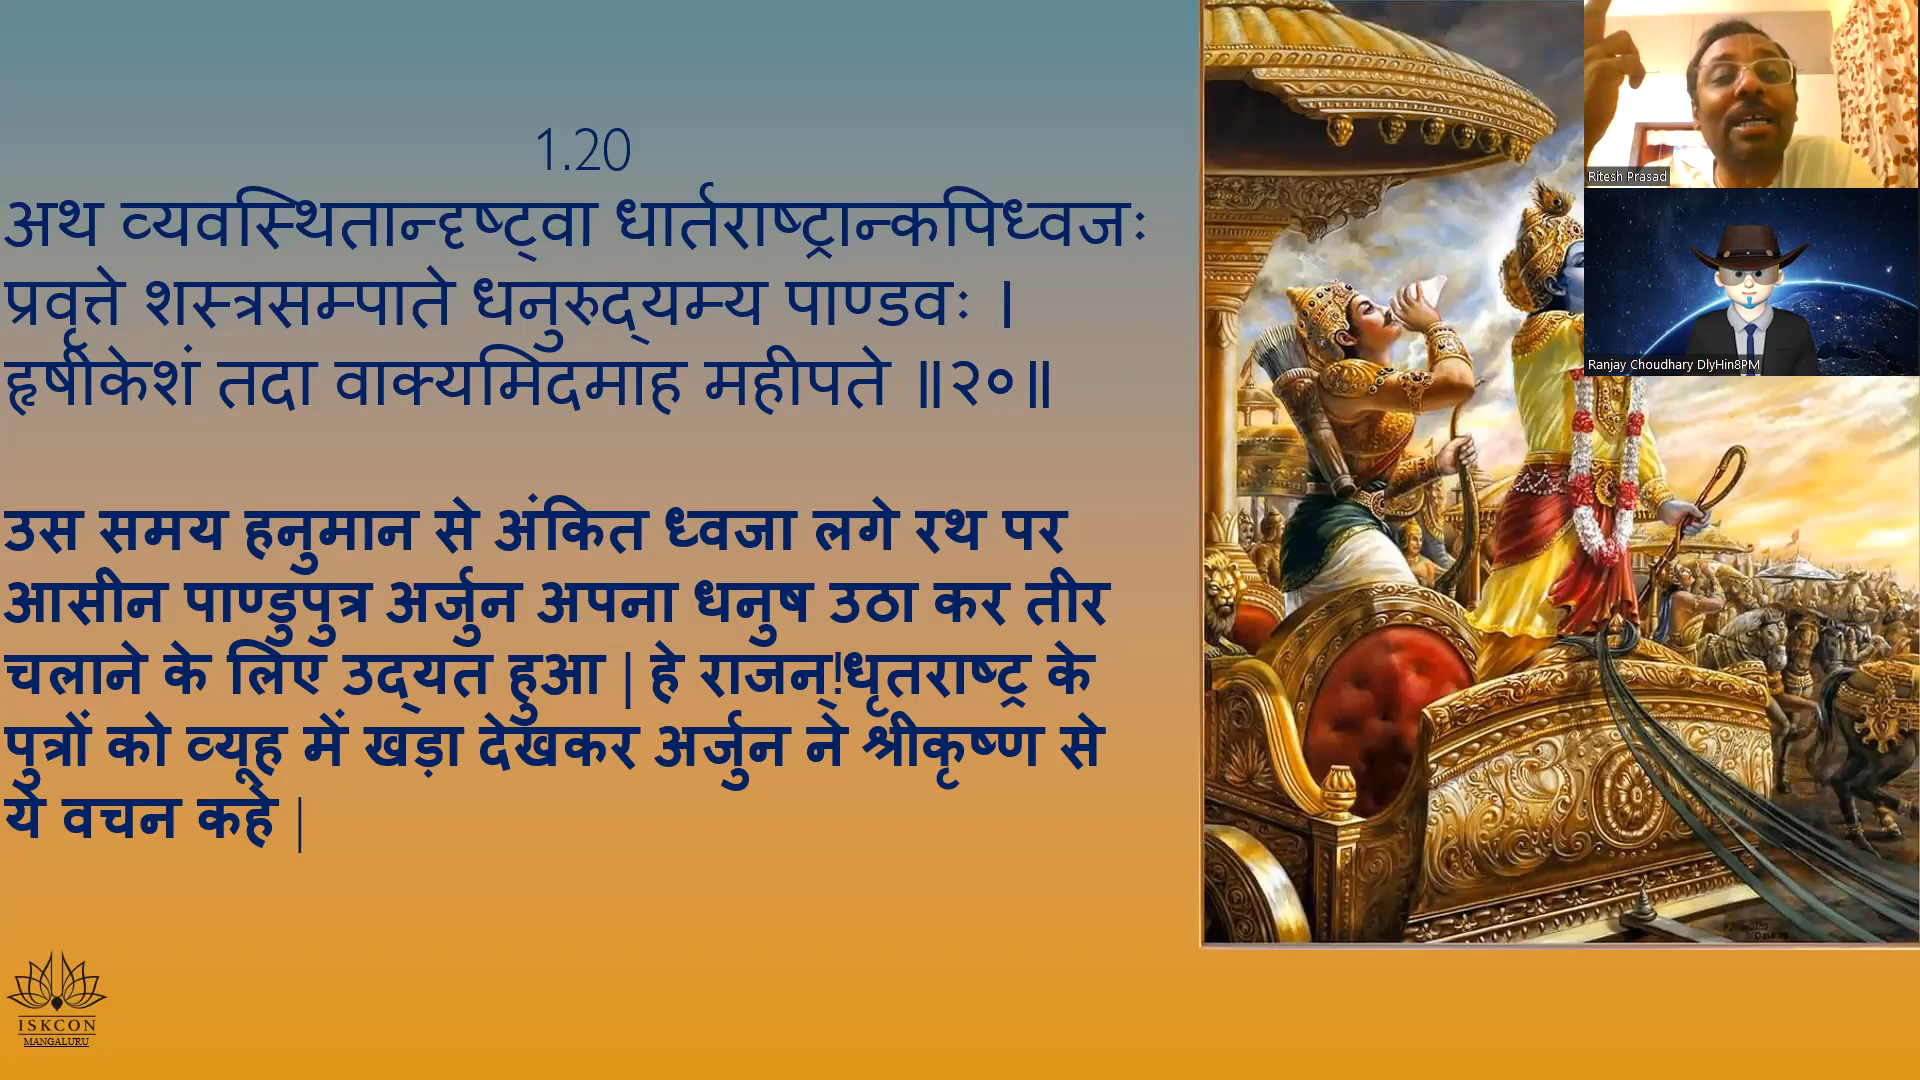 1.20
अथ व्यवस्थितान्दृष्ट्वा धार्तराष्ट्रान्कपिध्वजः
प्रवृत्ते शस्त्रसम्पाते धनुरुद्यम्य पाण्डवः ।
हृषीकेशं तदा वाक्यमिदमाह महीपते ॥२०॥
उस समय हनुमान से अंकित ध्वजा लगे रथ पर
आसीन पाण्डुपुत्र अर्जुन अपना धनुष उठा कर तीर
चलाने के लिए उद्यत हुआ | हे राजन्!धृतराष्ट्र के
पुत्रों को व्यूह में खड़ा देखकर अर्जुन ने श्रीकृष्ण से
ये वचन कहे |
ISKCON
MANGALURU
Ritesh Prasad
Ranjay Choudhary DlyHin8PM